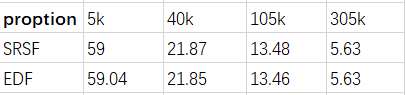 proption 5k 40k 105k 305k
SRSF 59 21.87 13.48 5.63
EDF 59.04 21.85 13.46 5.63